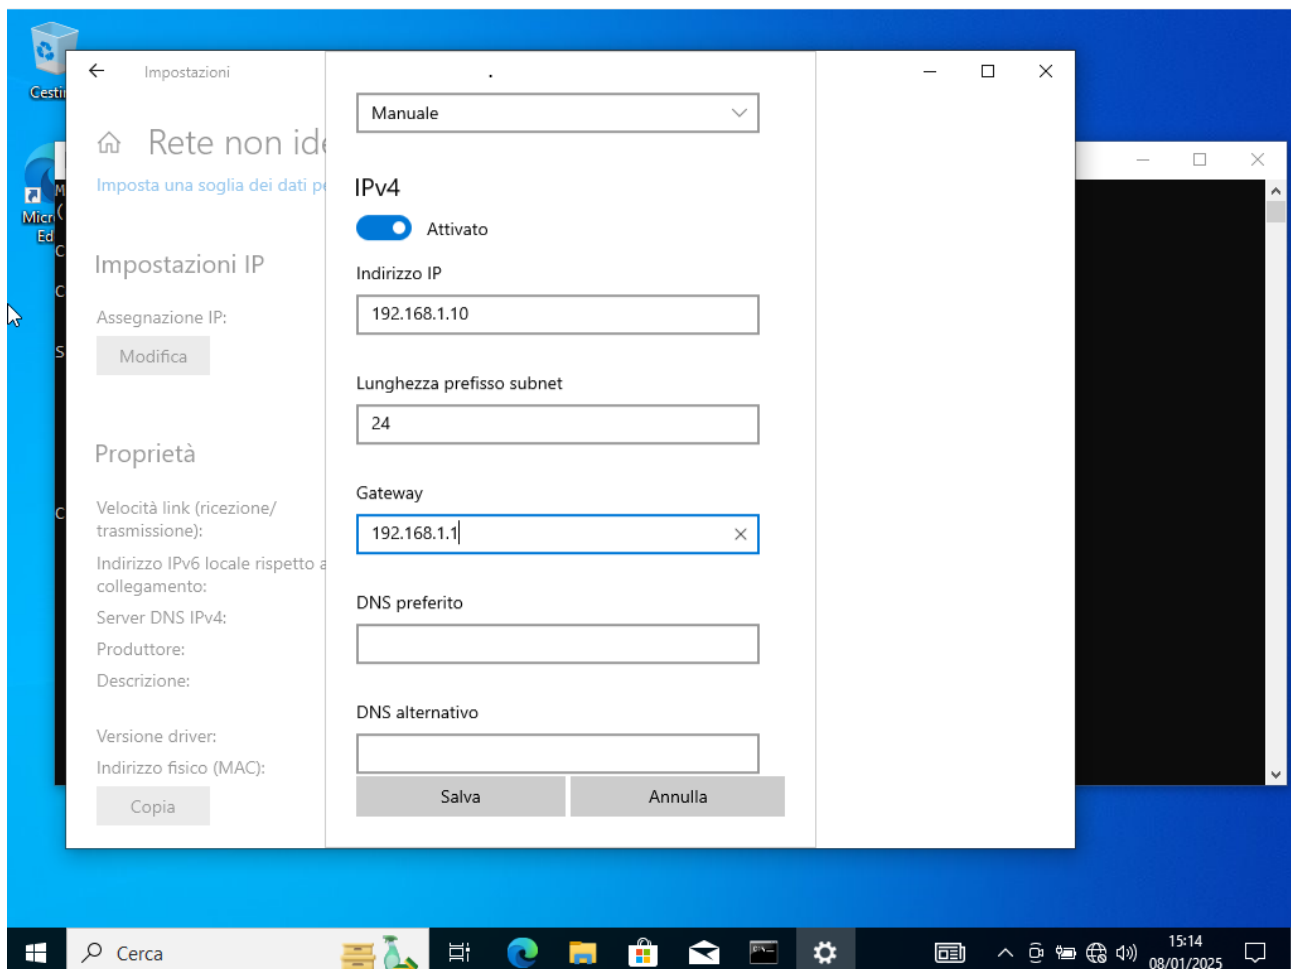 Cestin
Impostazioni
Manuale
Rete non ide
Imposta una soglia dei dati pe
IPv4
Attivato
Micro
Ed
M
(
C
C
S
C
Impostazioni IP
Indirizzo IP
192.168.1.10
Assegnazione IP:
Modifica
Lunghezza prefisso subnet
24
Proprietà
Gateway
192.168.1.1
Velocità link (ricezione/
trasmissione):
Indirizzo IPv6 locale rispetto a
collegamento:
Server DNS IPv4:
Produttore:
Descrizione:
DNS preferito
DNS alternativo
Versione driver:
Indirizzo fisico (MAC):
Copia
Salva
Annulla
Cerca
15:14
08/01/2025